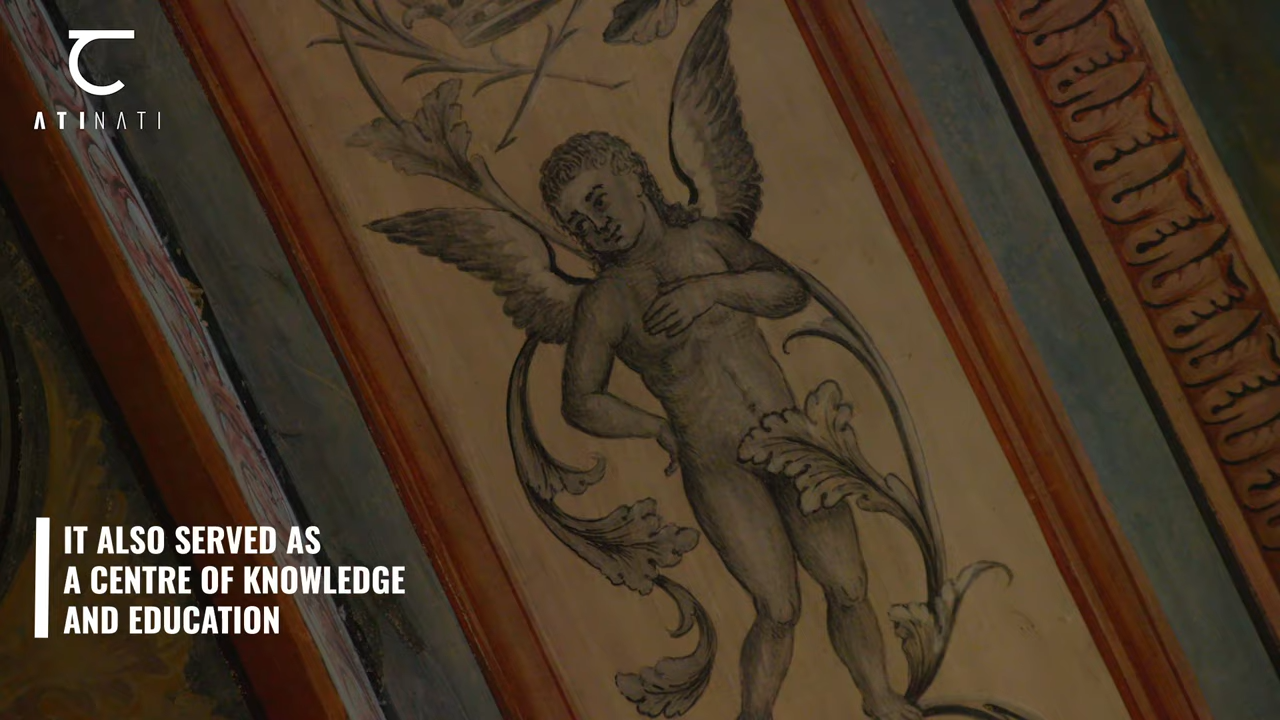 ATINATI
IT ALSO SERVED AS
A CENTRE OF KNOWLEDGE
AND EDUCATION